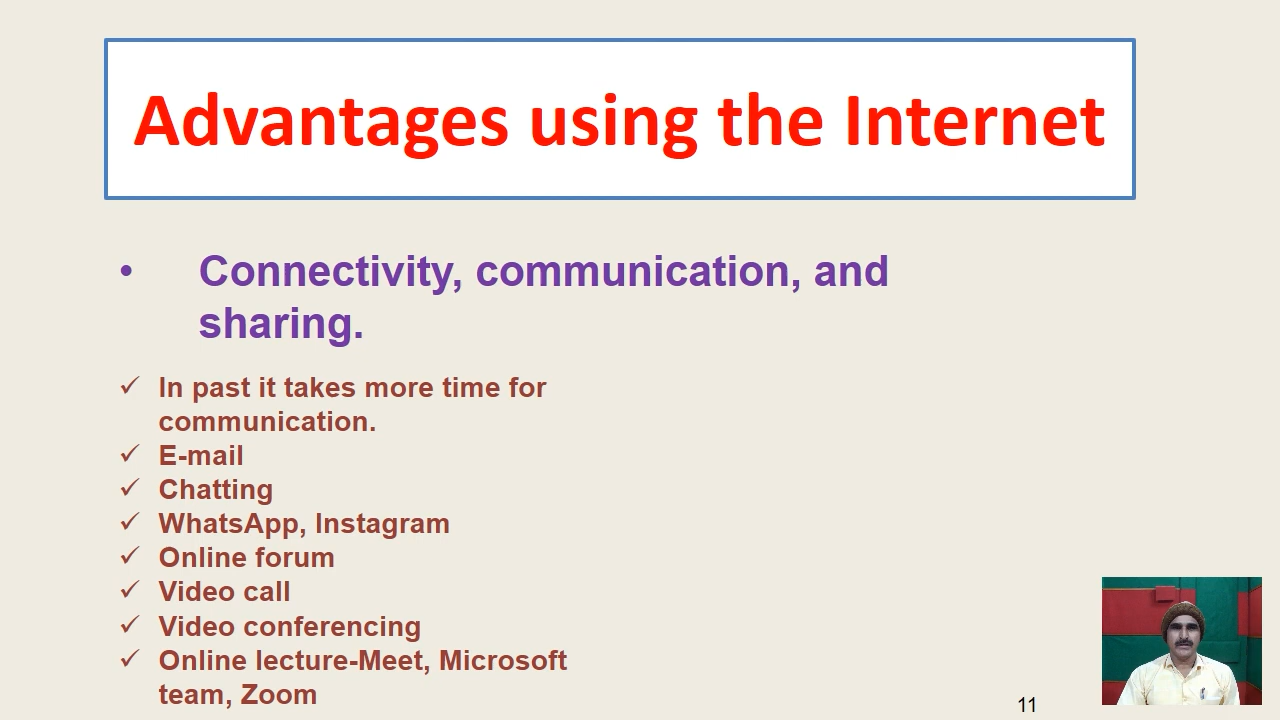 Advantages using the Internet
• Connectivity, communication, and
sharing.
✓ In past it takes more time for
communication.
✓ E-mail
✓ Chatting
✓ WhatsApp, Instagram
✓ Online forum
✓ Video call
✓ Video conferencing
✓ Online lecture-Meet, Microsoft
team, Zoom
11